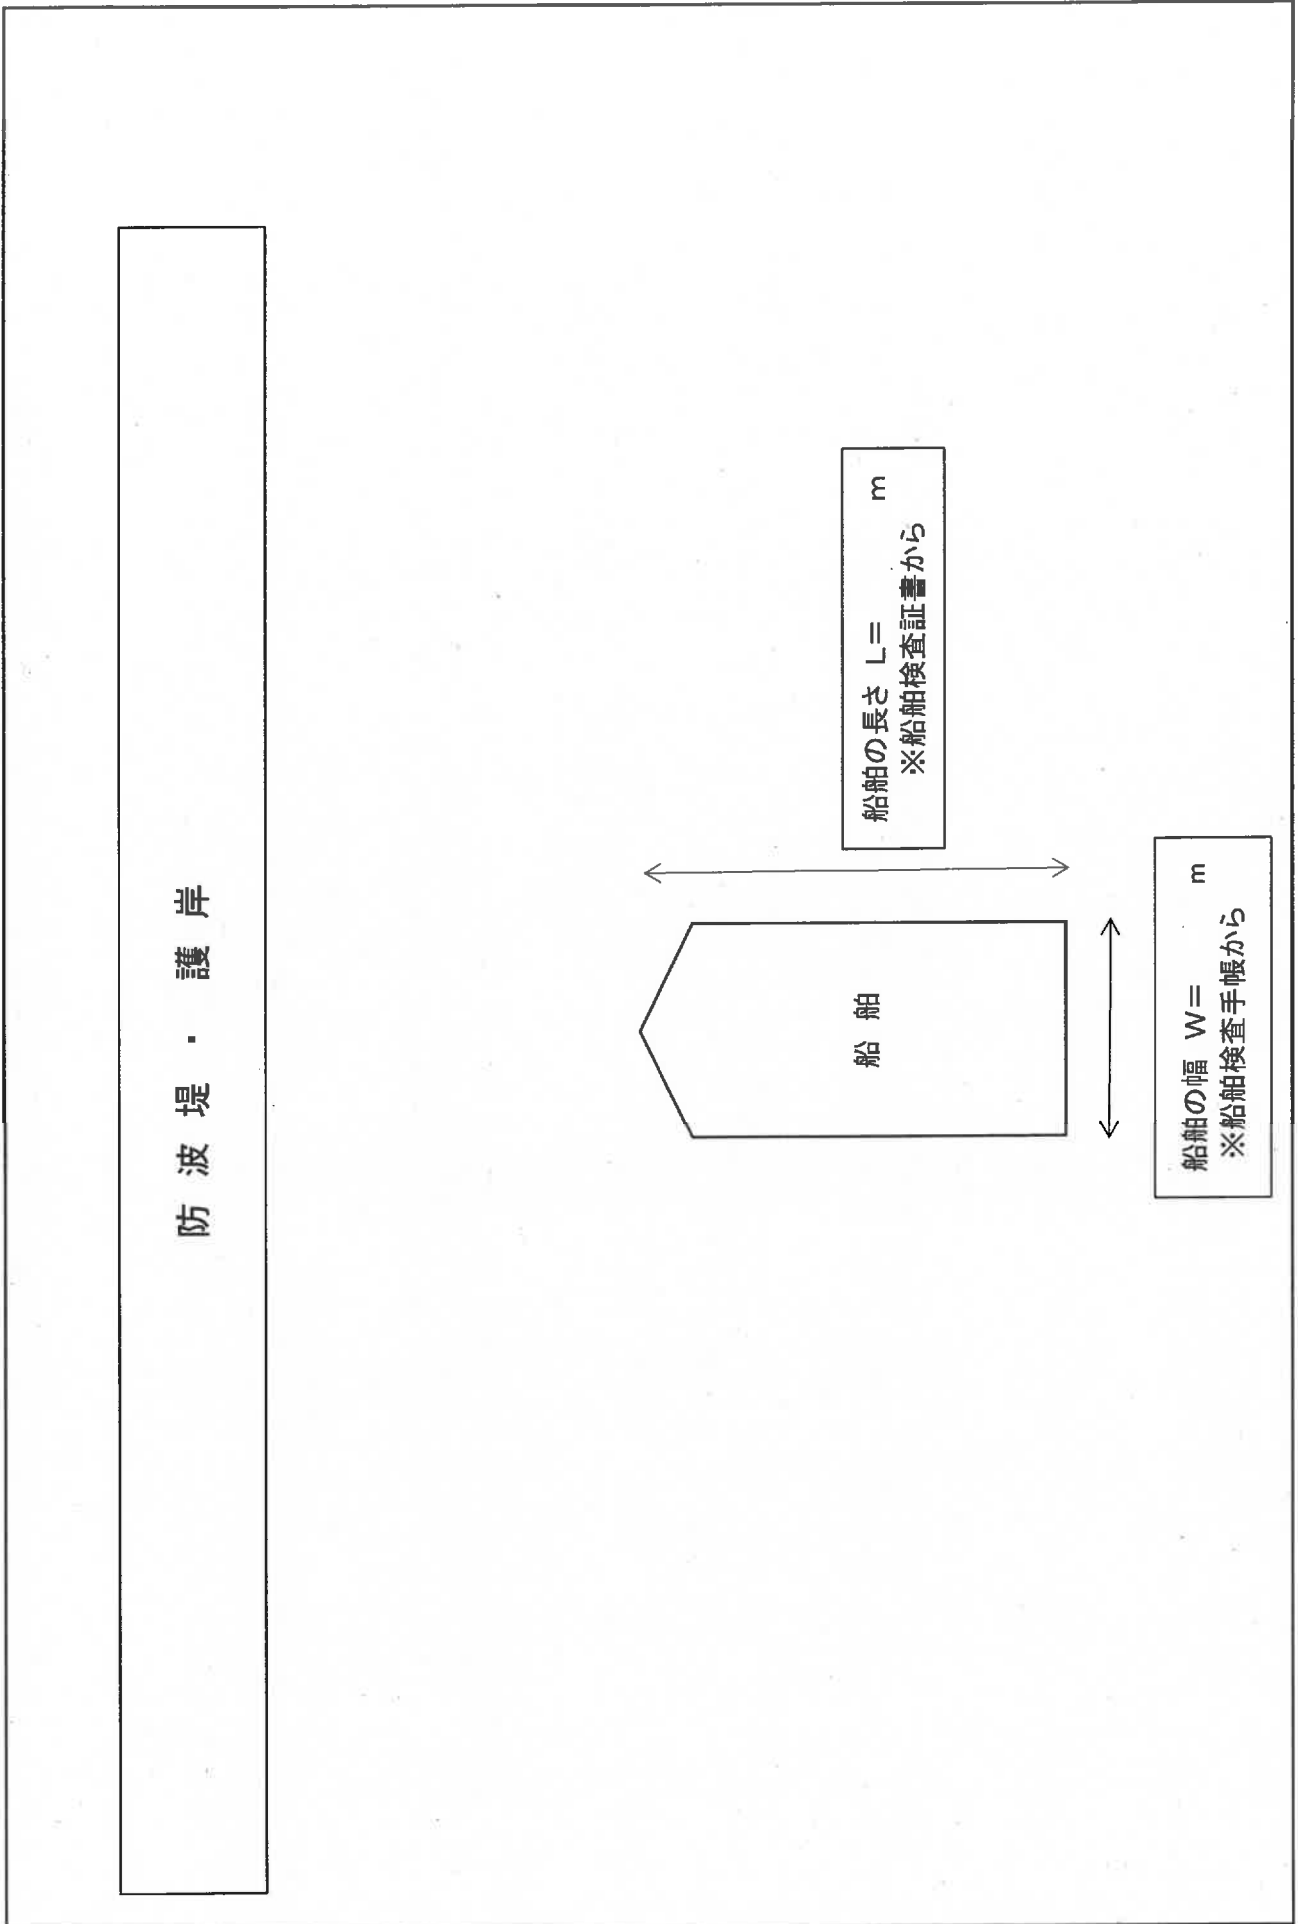 防波堤・護岸
船舶
船舶の長さ L＝　　　ｍ
※船舶検査証書から
船舶の幅 W＝　　　ｍ
※船舶検査手帳から